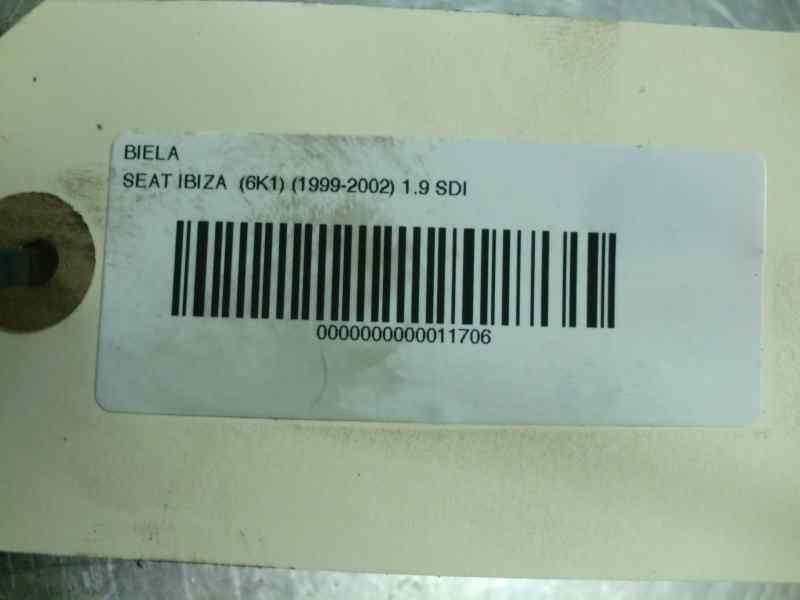 BIELA
SEAT IBIZA (6K1) (1999-2002) 1.9 SDI
0000000000011706